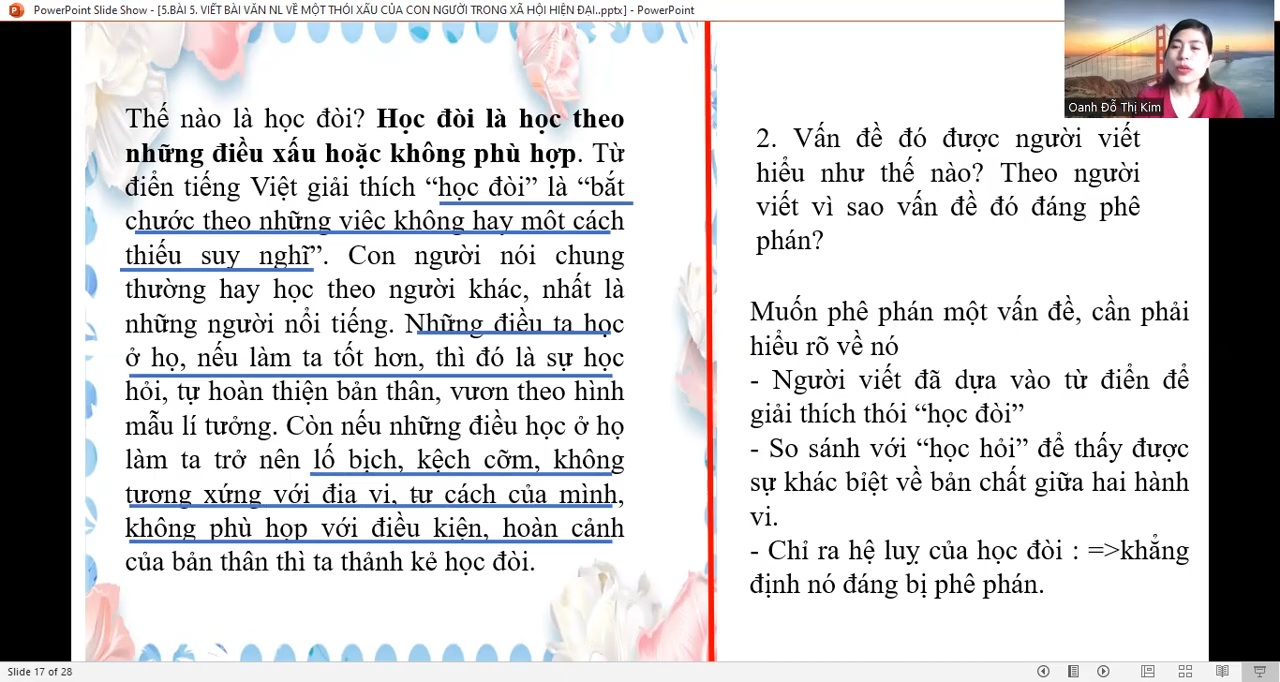 PowerPoint Slide Show - [5.BÀI 5. VIẾT BÀI VĂN NL VỀ MỘT THÓI XẤU CỦA CON NGƯỜI TRONG XÃ HỘI HIỆN ĐẠI..pptx] - PowerPoint
Oanh Đỗ Thị Kim
Thế nào là học đòi? Học đòi là học theo
những điều xấu hoặc không phù hợp. Từ
điển tiếng Việt giải thích “học đòi” là “bắt
chước theo những việc không hay một cách
thiếu suy nghĩ”. Con người nói chung
thường hay học theo người khác, nhất là
những người nổi tiếng. Những điều ta học
ở họ, nếu làm ta tốt hơn, thì đó là sự học
hỏi, tự hoàn thiện bản thân, vươn theo hình
mẫu lí tưởng. Còn nếu những điều học ở họ
làm ta trở nên lố bịch, kệch cỡm, không
tương xứng với địa vị, tư cách của mình,
không phù hợp với điều kiện, hoàn cảnh
của bản thân thì ta thảnh kẻ học đòi.
2. Vấn đề đó được người viết
hiểu như thế nào? Theo người
viết vì sao vấn đề đó đáng phê
phán?
Muốn phê phán một vấn đề, cần phải
hiểu rõ về nó
- Người viết đã dựa vào từ điển để
giải thích thói “học đòi”
- So sánh với “học hỏi” để thấy được
sự khác biệt về bản chất giữa hai hành
vi.
- Chỉ ra hệ luỵ của học đòi : =>khẳng
định nó đáng bị phê phán.
Slide 17 of 28